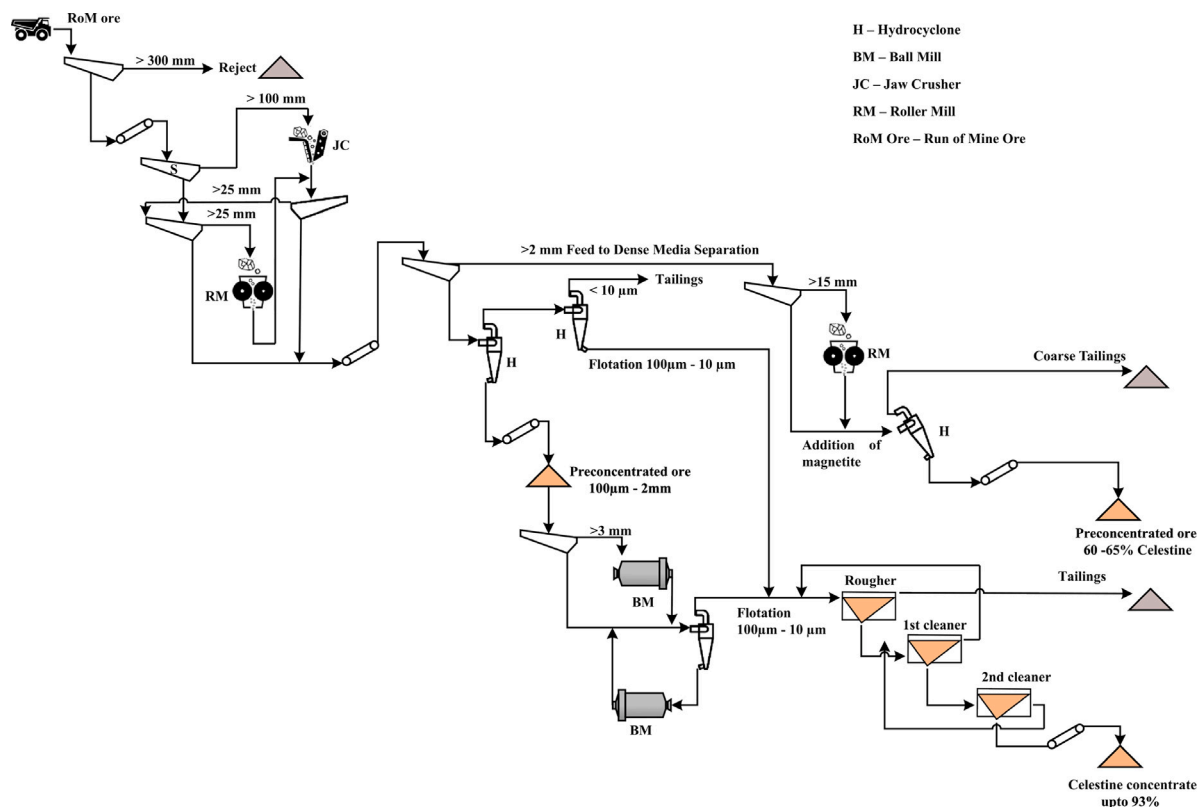 RoM ore
H – Hydrocyclone
BM – Ball Mill
JC – Jaw Crusher
RM – Roller Mill
RoM Ore – Run of Mine Ore
> 300 mm
Reject
> 100 mm
JC
S
>25 mm
>25 mm
RM
>2 mm Feed to Dense Media Separation
Tailings
< 10 µm
>15 mm
H
H
Flotation 100µm - 10 µm
RM
Coarse Tailings
H
Addition of
magnetite
Preconcentrated ore
100µm - 2mm
Preconcentrated ore
60 -65% Celestine
>3 mm
BM
Flotation
100µm - 10 µm
Rougher
Tailings
1st cleaner
2nd cleaner
BM
Celestine concentrate
upto 93%